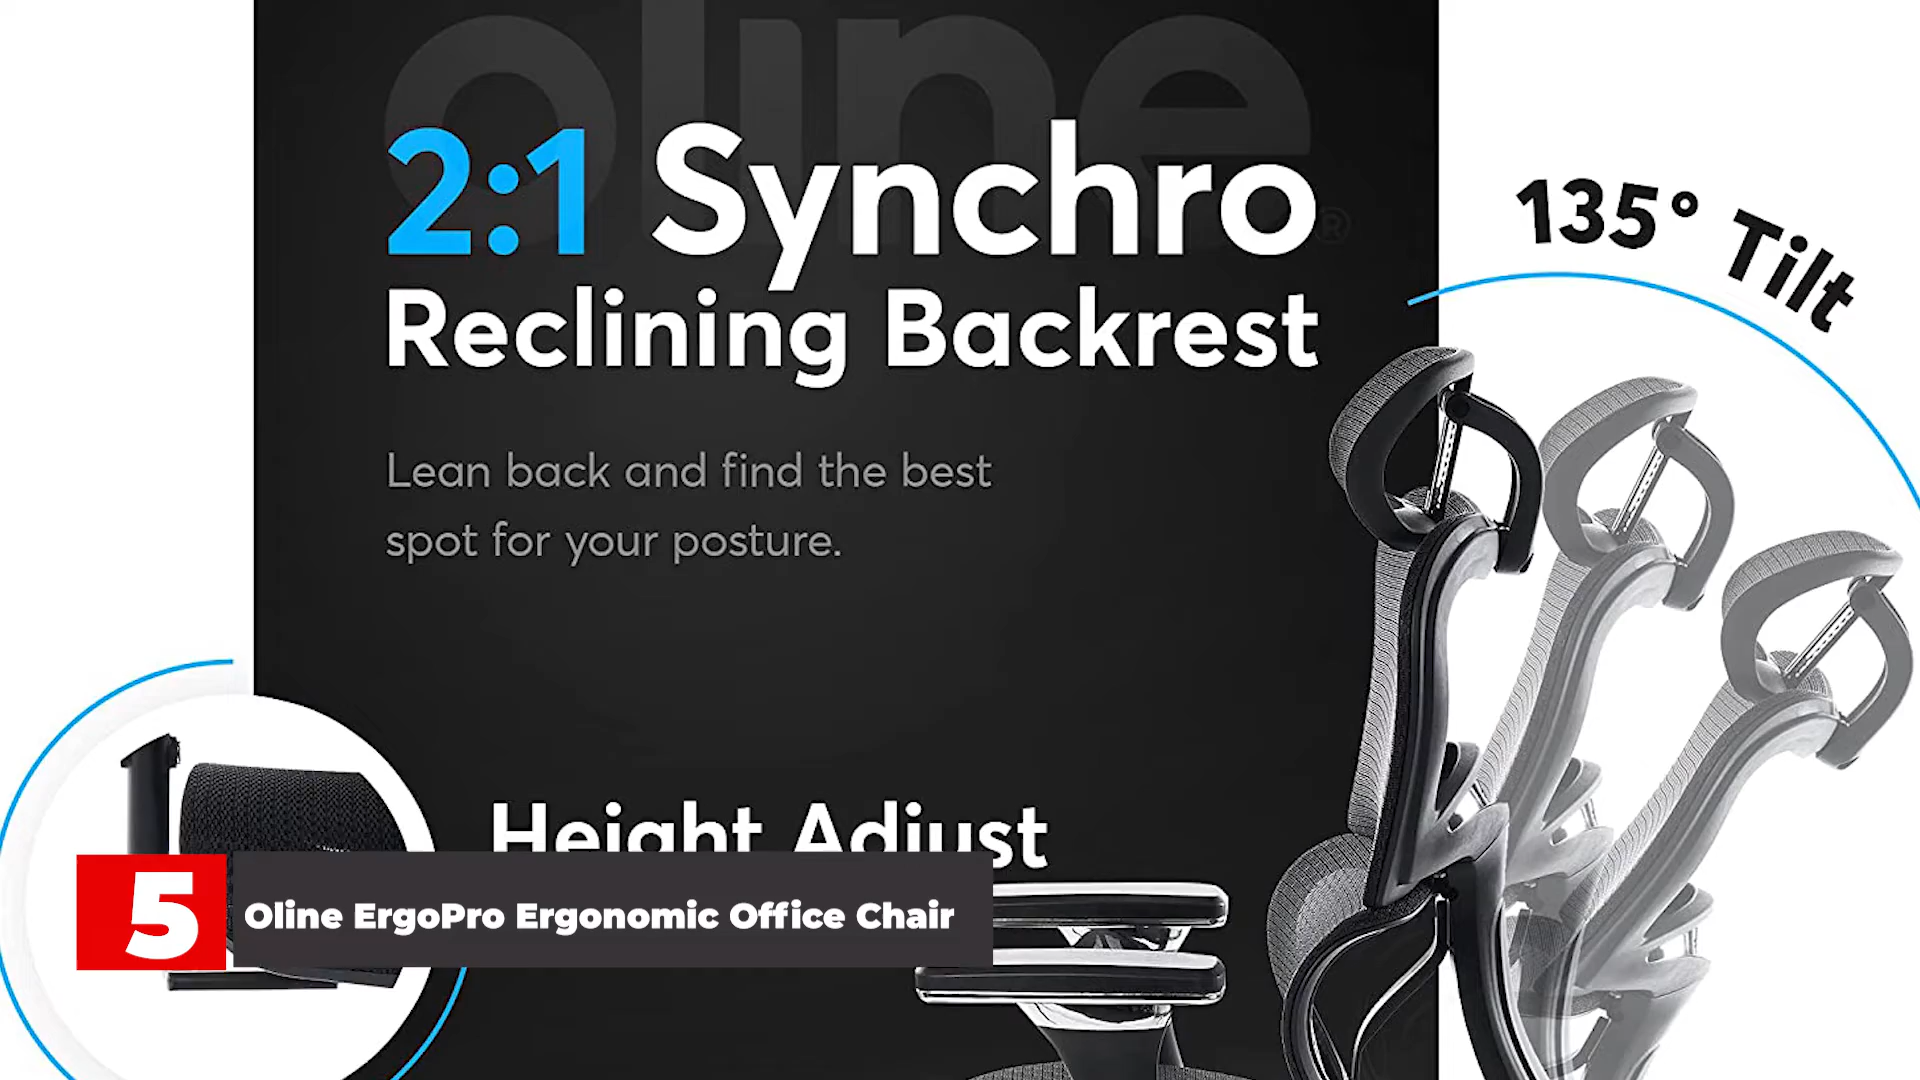 oline®
2:1 Synchro
Reclining Backrest
135° Tilt
Lean back and find the best
spot for your posture.
Height Adjust
5
Oline ErgoPro Ergonomic Office Chair